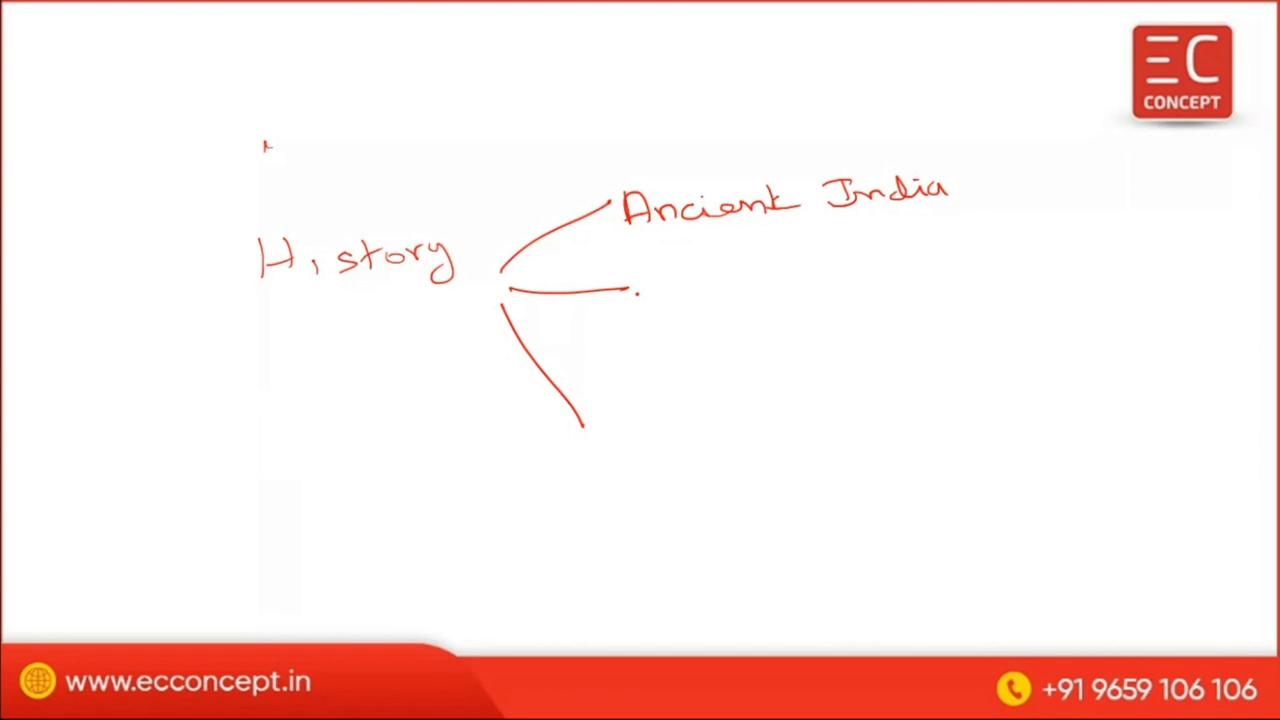 EC
CONCEPT
Ancient India
History
www.ecconcept.in
+91 9659 106 106